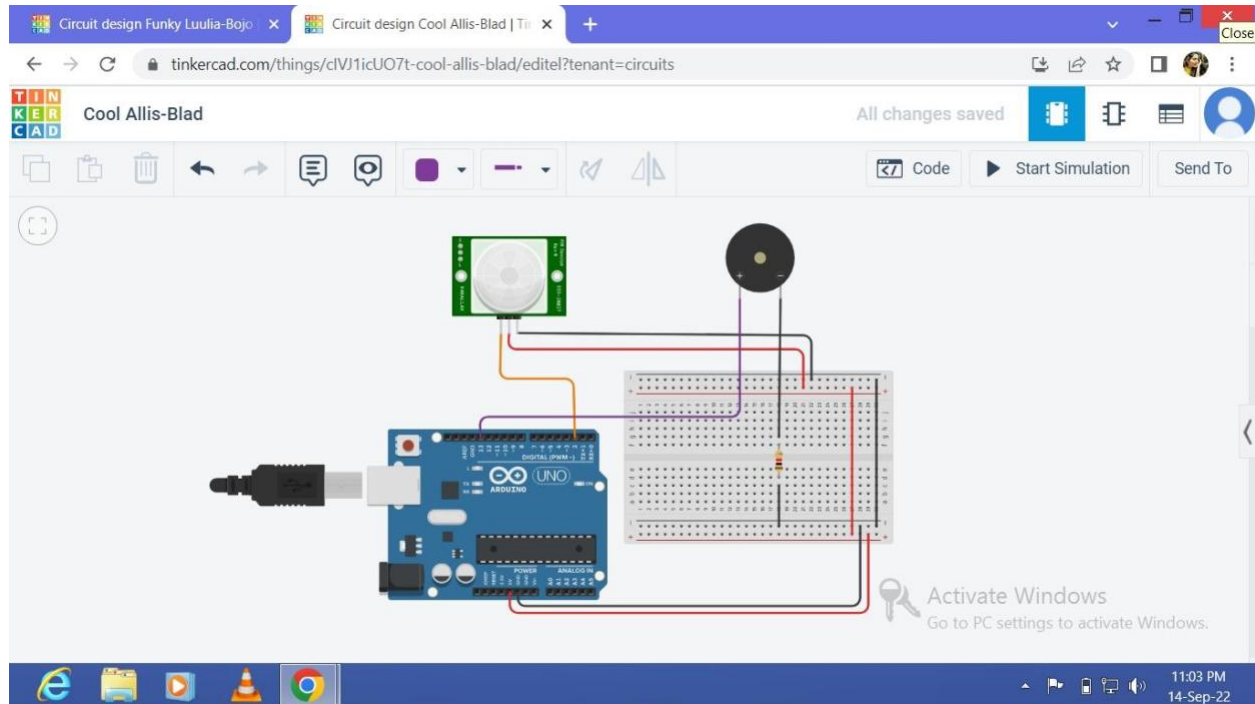 Circuit design Funky Luulia-Bojo
Circuit design Cool Allis-Blad | Ti
Close
tinkercad.com/things/clVJ1icUO7t-cool-allis-blad/editel?tenant=circuits
TIN
KER
CAD
Cool Allis-Blad
All changes saved
Code
Start Simulation
Send To
DIGITAL (PWM~)
UNO
ARDUINO
POWER
ANALOG IN
Activate Windows
Go to PC settings to activate Windows.
11:03 PM
14-Sep-22